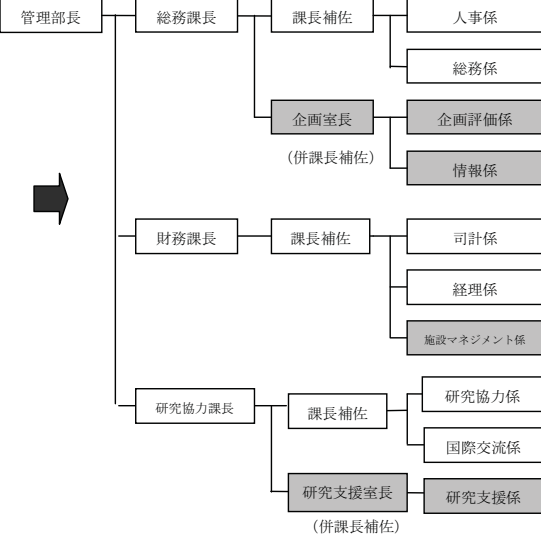 管理部長
総務課長
課長補佐
人事係
総務係
企画室長
（併課長補佐）
企画評価係
情報係
財務課長
課長補佐
司計係
経理係
施設マネジメント係
研究協力課長
課長補佐
研究協力係
国際交流係
研究支援室長
（併課長補佐）
研究支援係